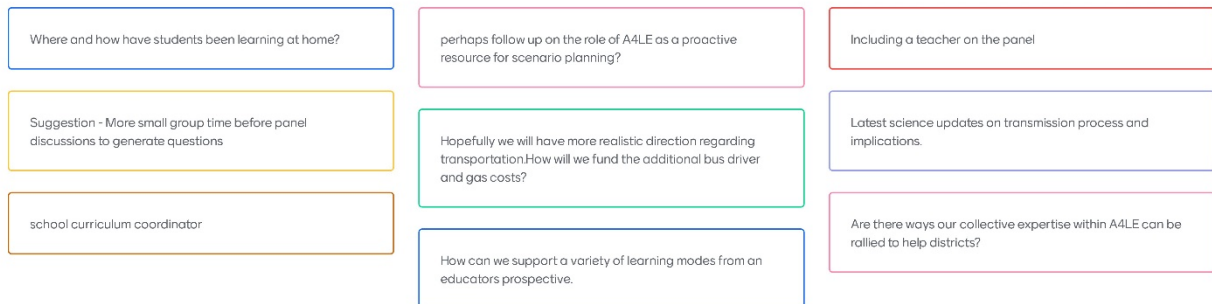 Where and how have students been learning at home?
Suggestion - More small group time before panel
discussions to generate questions
school curriculum coordinator
perhaps follow up on the role of A4LE as a proactive
resource for scenario planning?
Hopefully we will have more realistic direction regarding
transportation.How will we fund the additional bus driver
and gas costs?
How can we support a variety of learning modes from an
educators prospective.
Including a teacher on the panel
Latest science updates on transmission process and
implications.
Are there ways our collective expertise within A4LE can be
rallied to help districts?